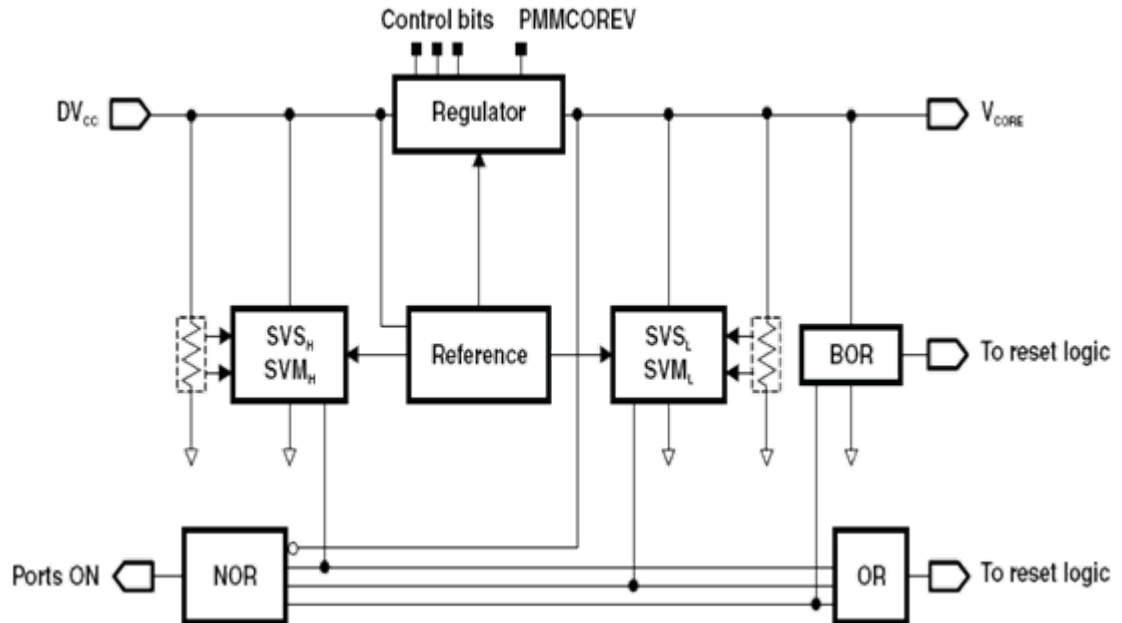 Control bits PMMCOREV
DVCC
Regulator
VCORE
SVSH
SVMH
Reference
SVSL
SVML
BOR
To reset logic
Ports ON
NOR
OR
To reset logic